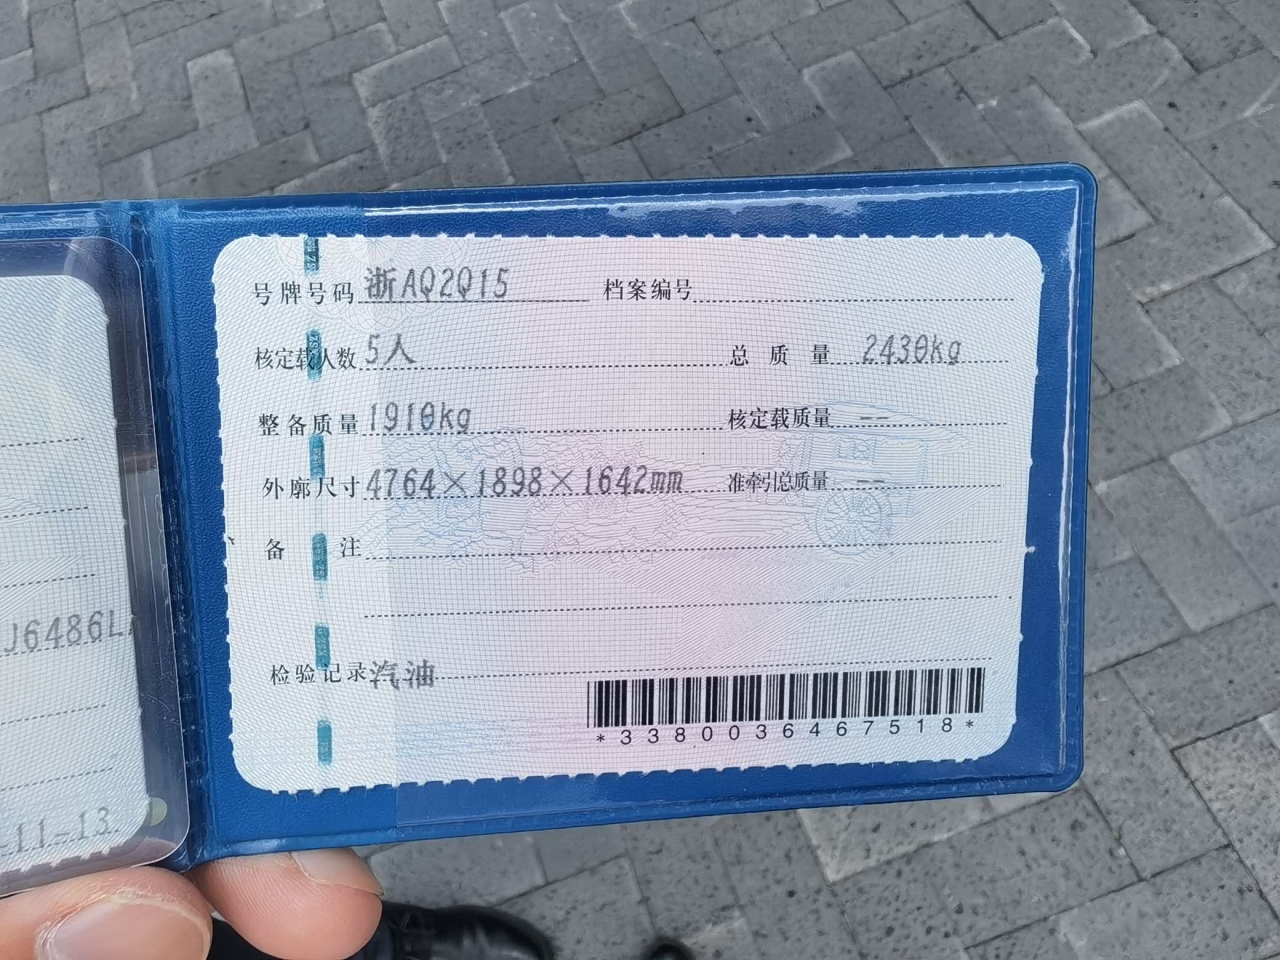 号牌号码 浙AQ2Q15 档案编号
核定载人数 5人 总质量 2430kg
整备质量 1910kg 核定载质量 --
外廓尺寸 4764×1898×1642mm 准牵引总质量 --
备注
检验记录 汽油
*3380036467518*
J6486L
11-13